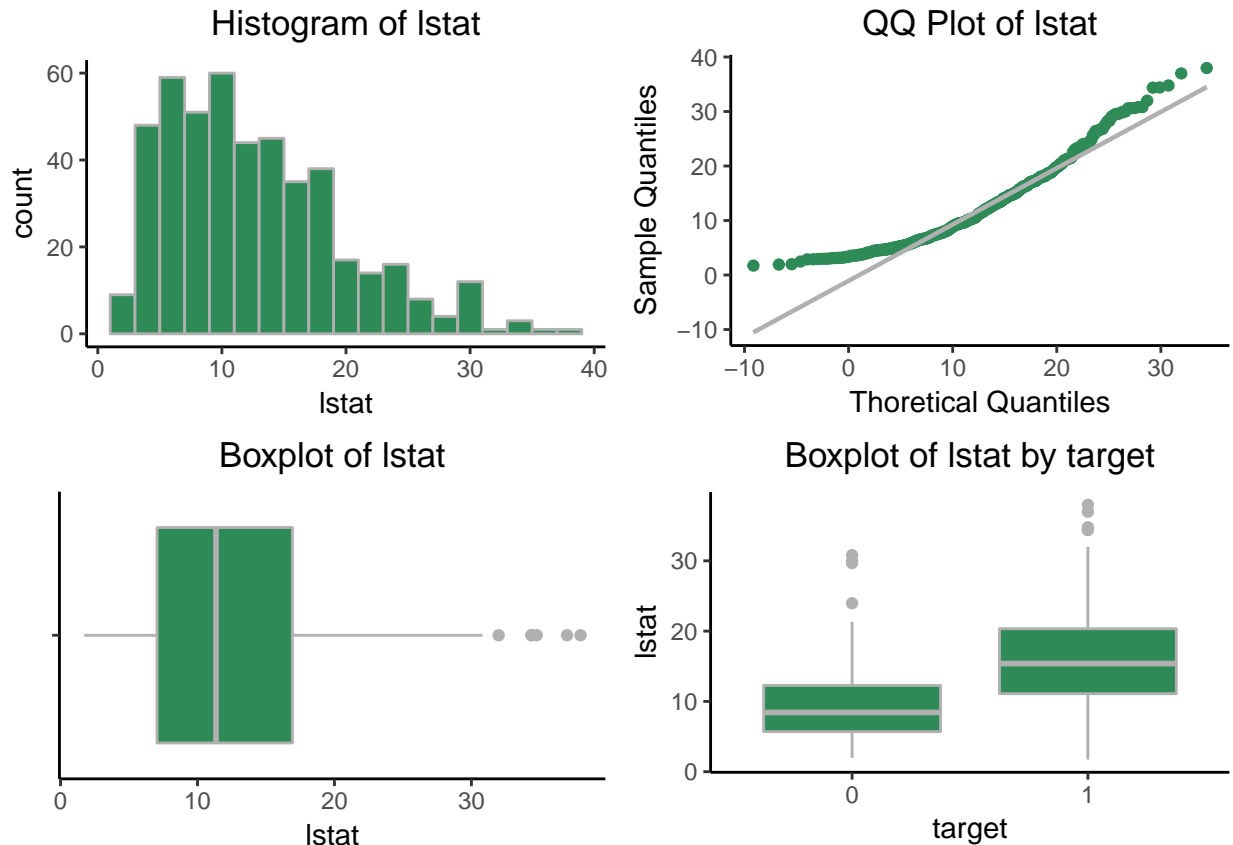 Histogram of lstat
60
40
20
0
count
0 10 20 30 40
lstat
QQ Plot of lstat
40
30
20
10
0
−10
Sample Quantiles
−10 0 10 20 30
Thoretical Quantiles
Boxplot of lstat
0 10 20 30
lstat
Boxplot of lstat by target
30
20
10
0
lstat
0 1
target